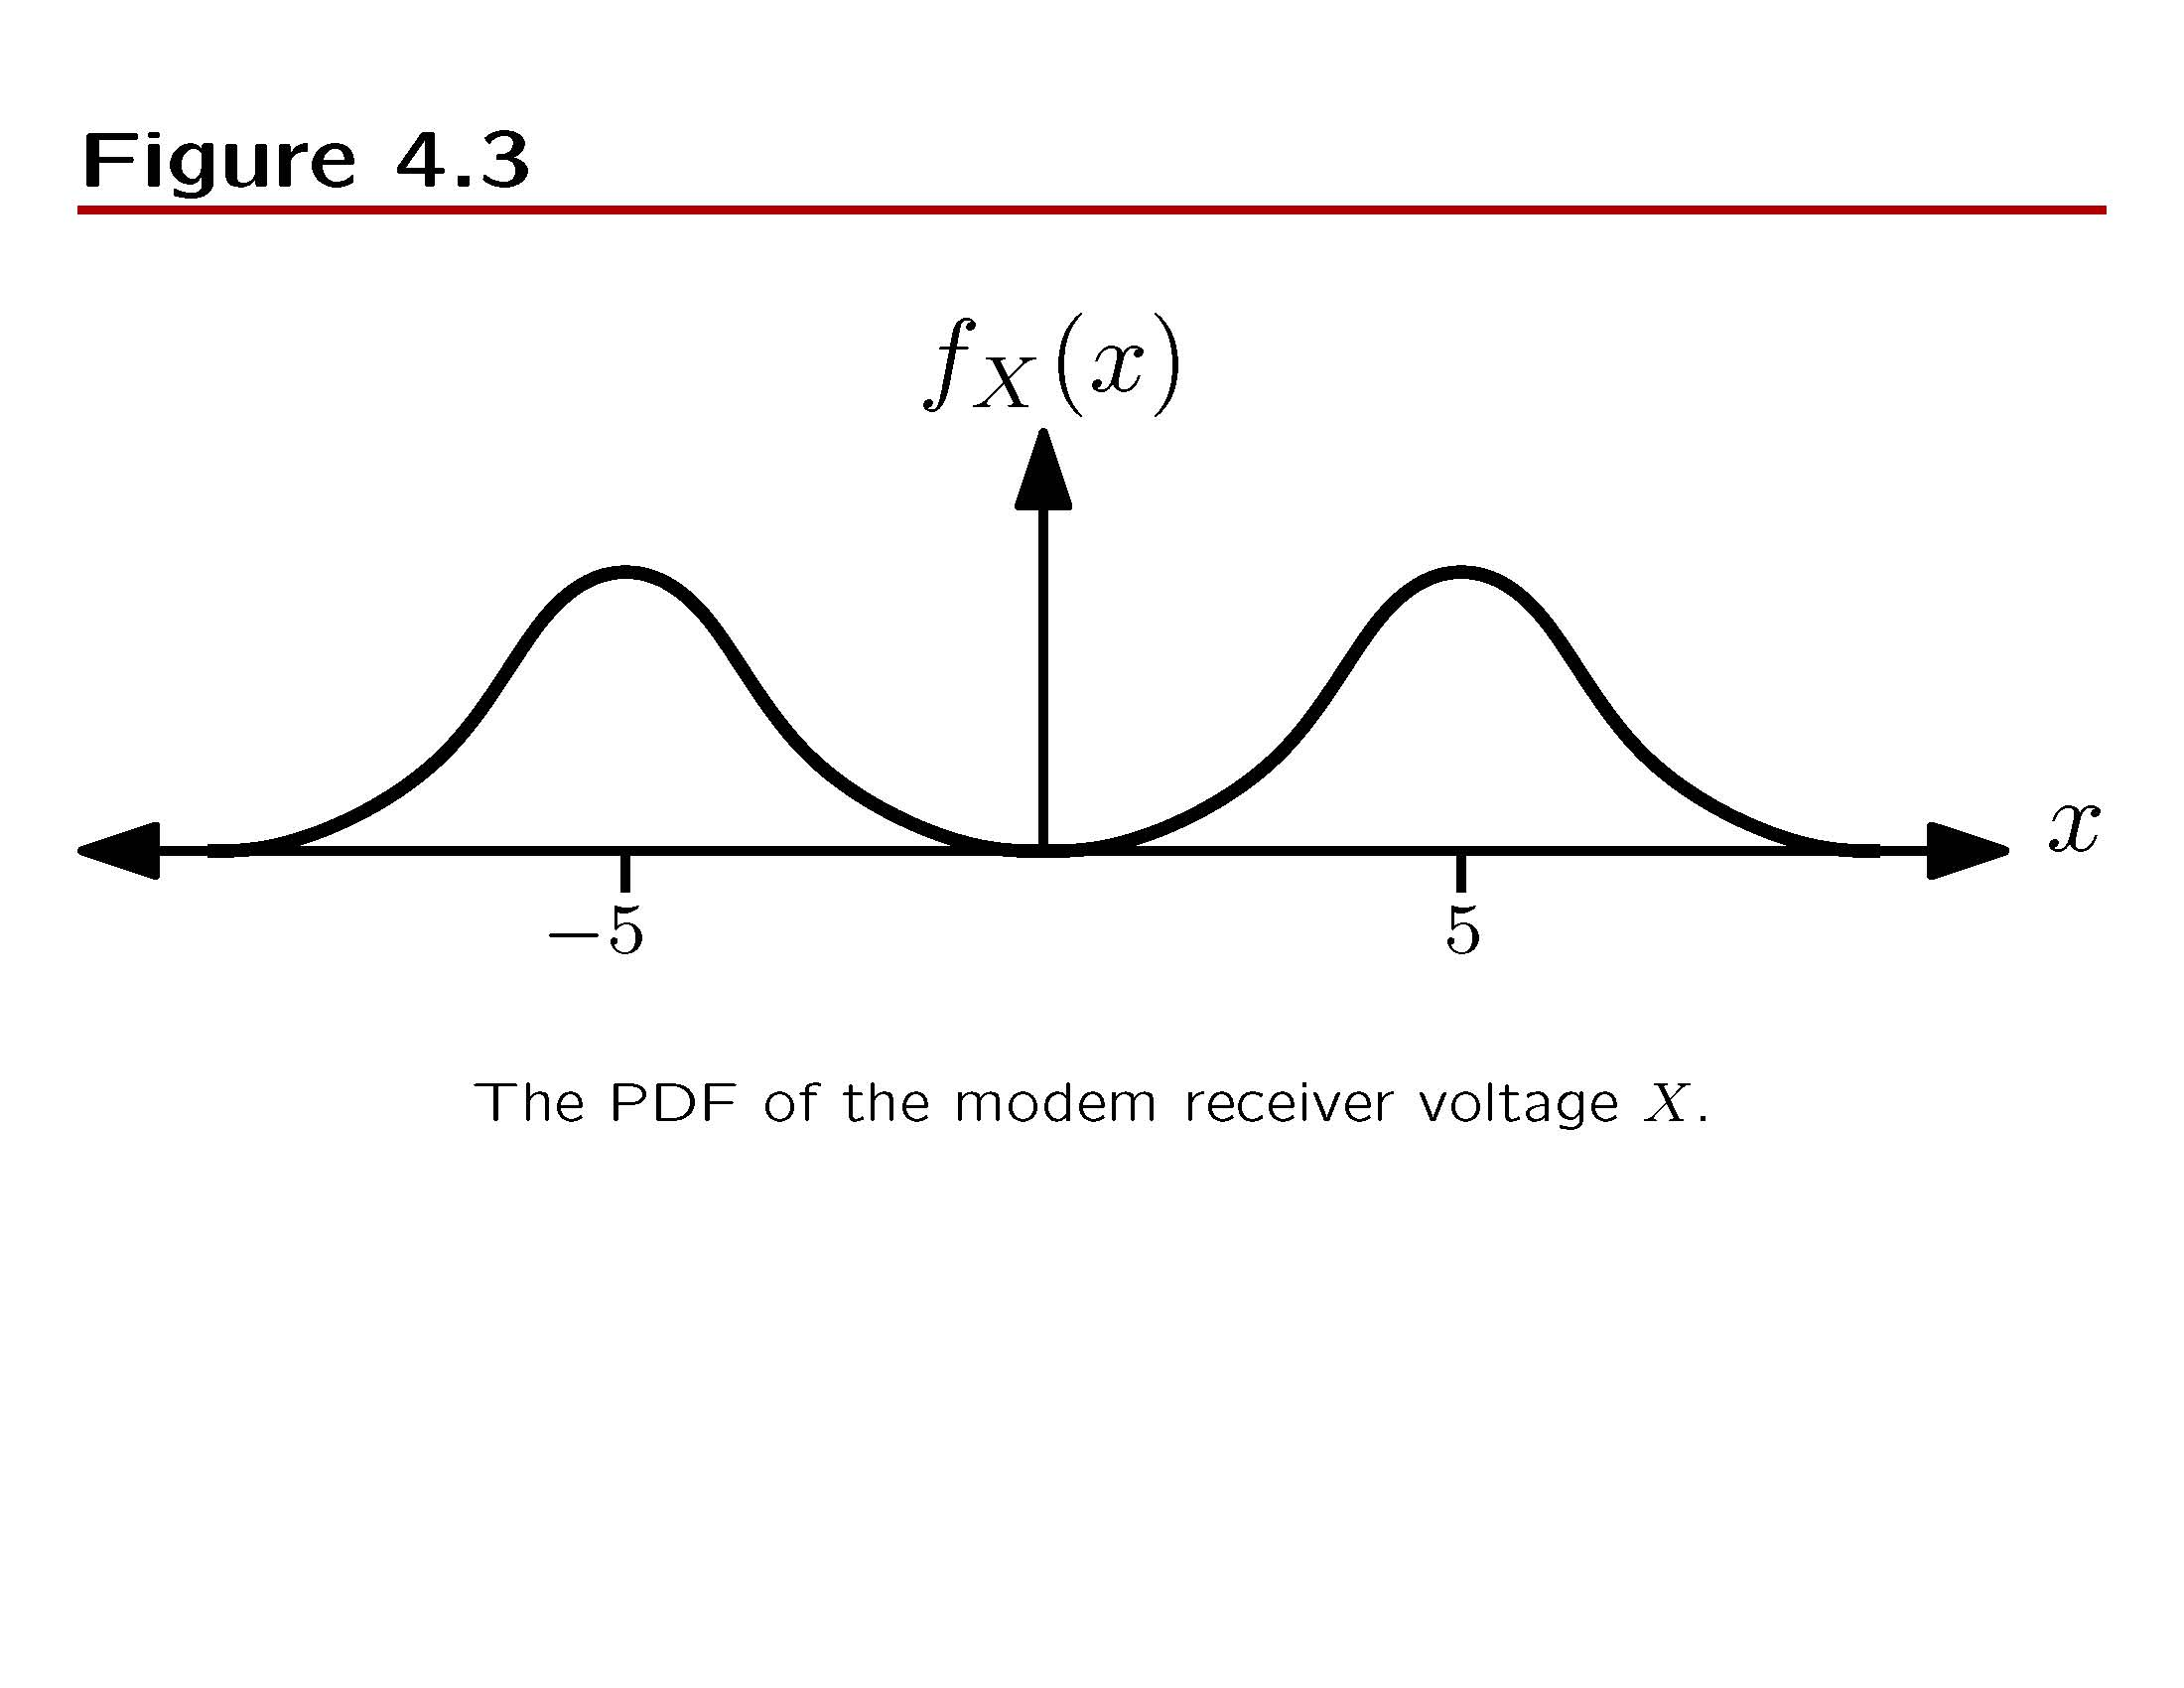 Figure 4.3
f_X(x)
x
−5
5
The PDF of the modem receiver voltage X.